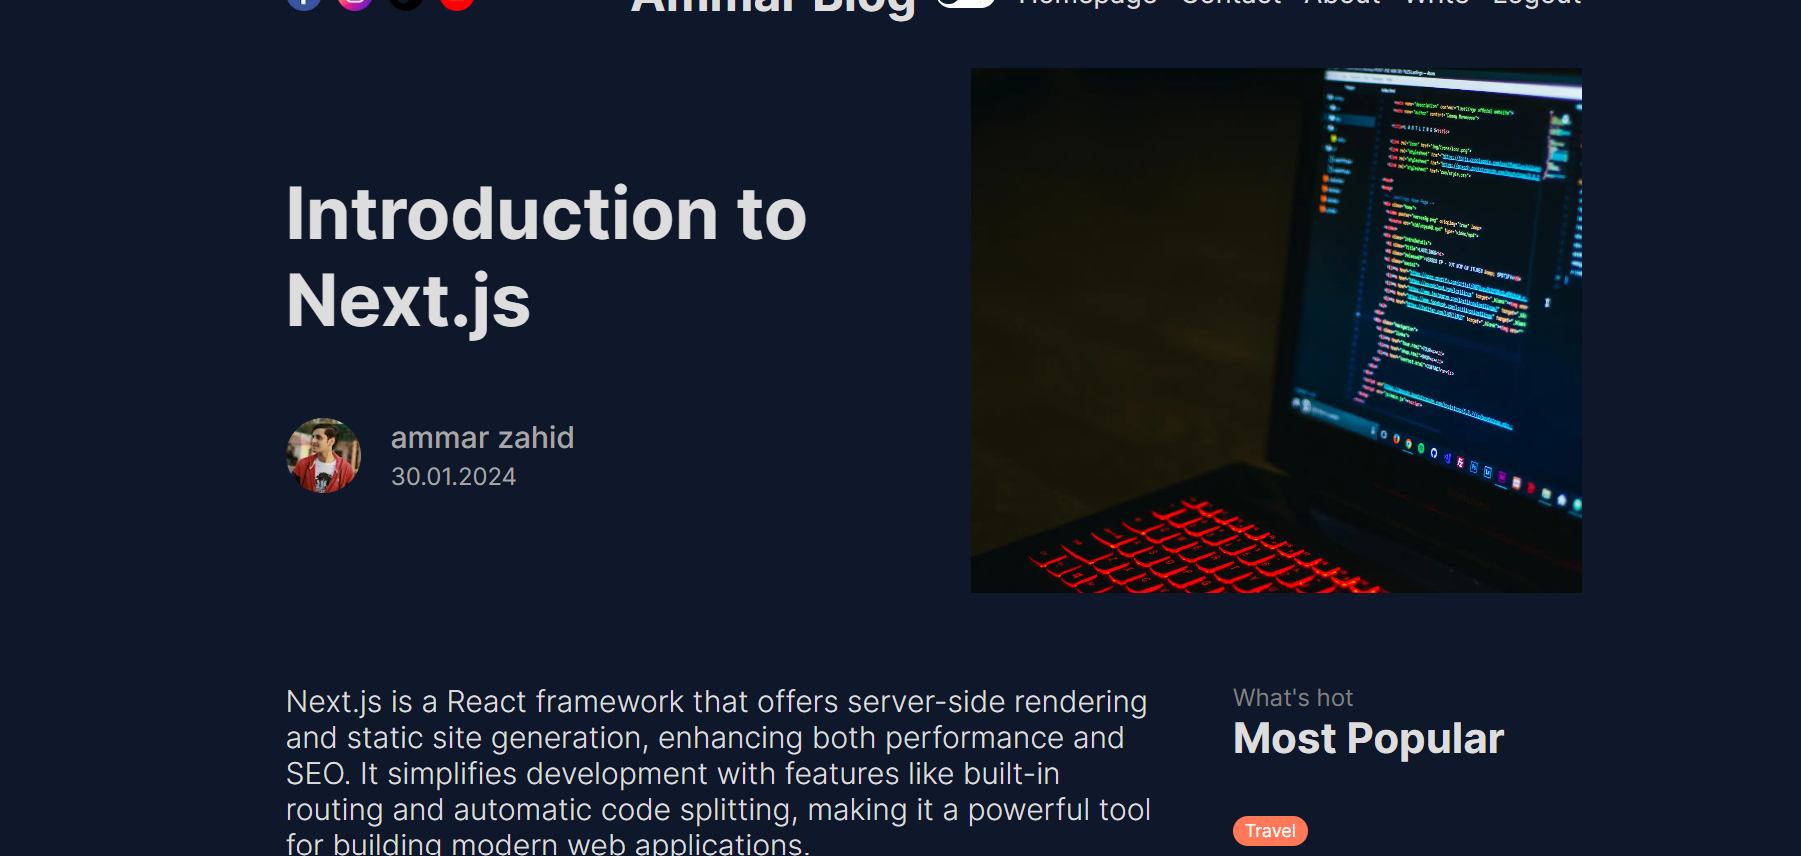 Ammar Blog
Homepage Contact About Write Logout
Introduction to
Next.js
ammar zahid
30.01.2024
Next.js is a React framework that offers server-side rendering
and static site generation, enhancing both performance and
SEO. It simplifies development with features like built-in
routing and automatic code splitting, making it a powerful tool
for building modern web applications.
What's hot
Most Popular
Travel